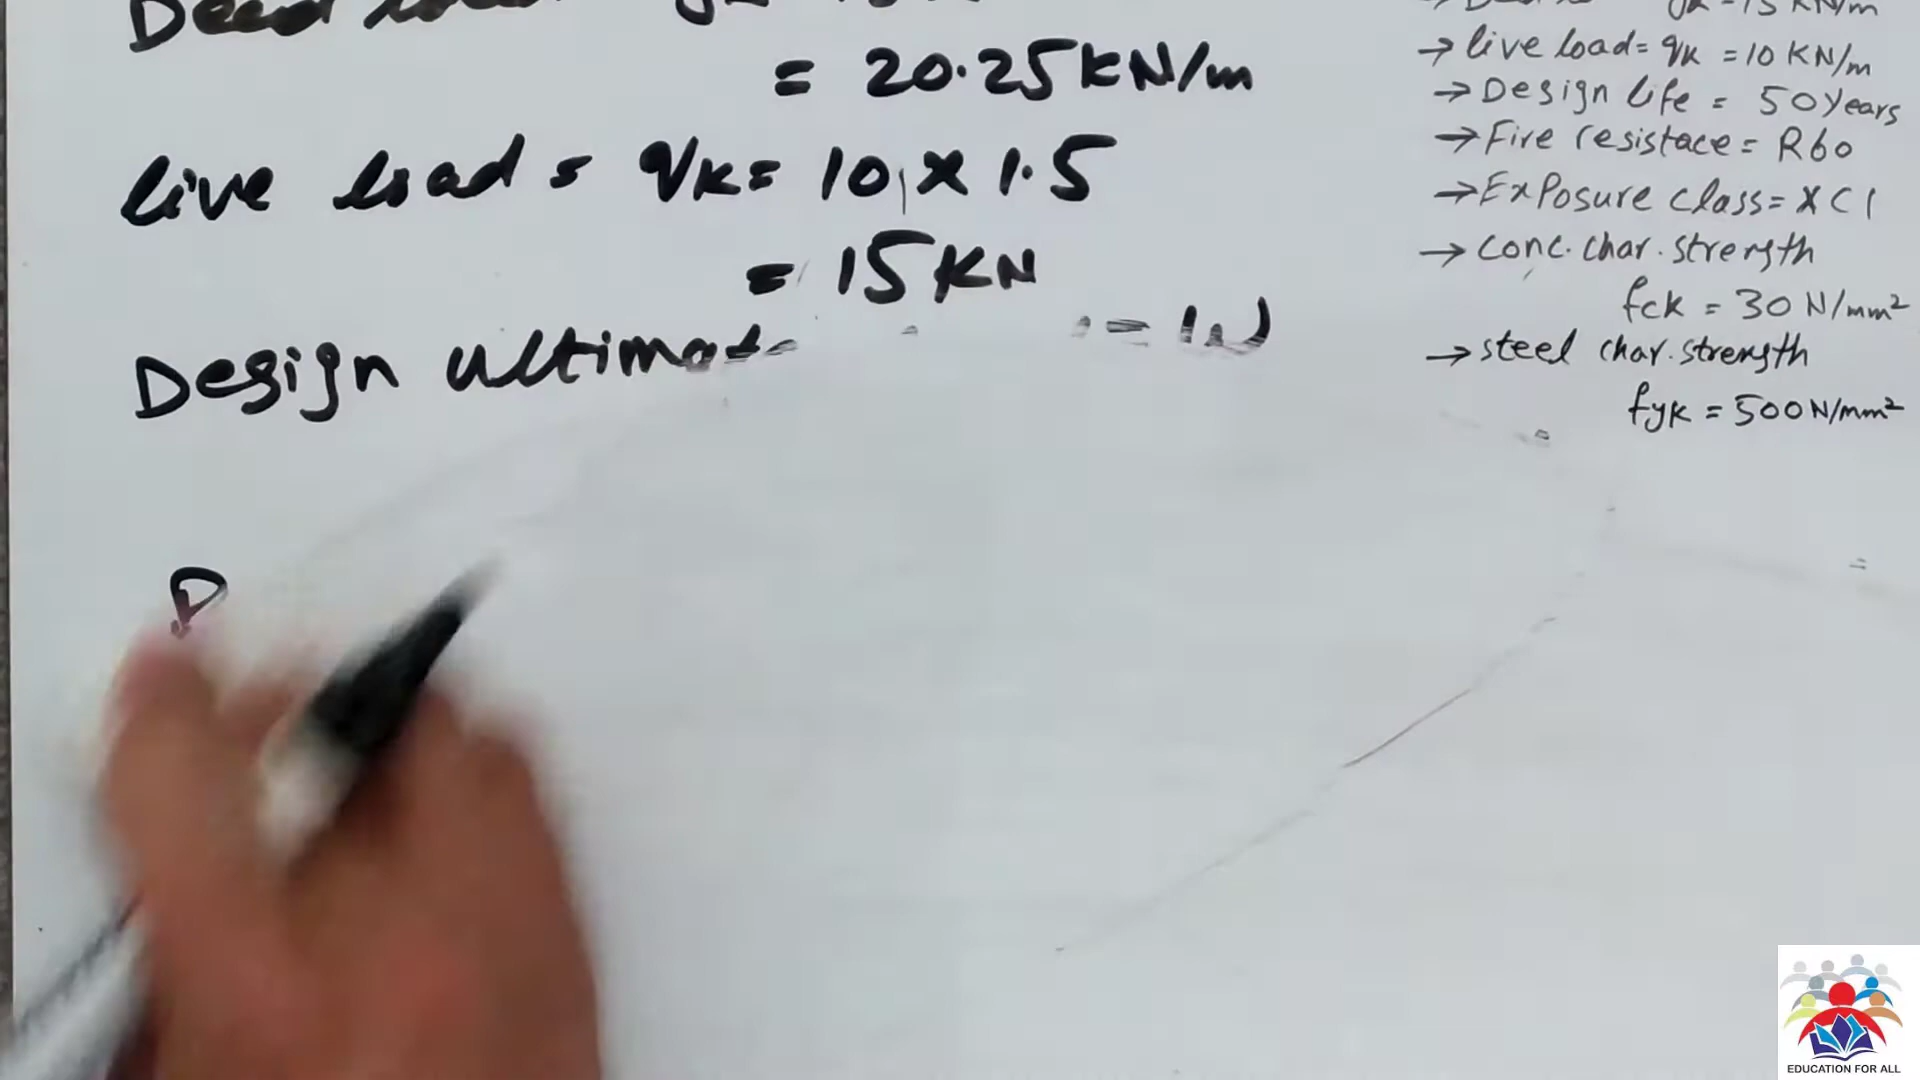 = 20.25 KN/m
live load = qk = 10 x 1.5
= 15 KN
Design ultimate = W
→ live load = qk = 10 KN/m
→ Design life = 50 Years
→ Fire resistace = R60
→ Exposure class = XC1
→ Conc. char. strength
fck = 30 N/mm²
→ steel char. strength
fyk = 500 N/mm²
EDUCATION FOR ALL